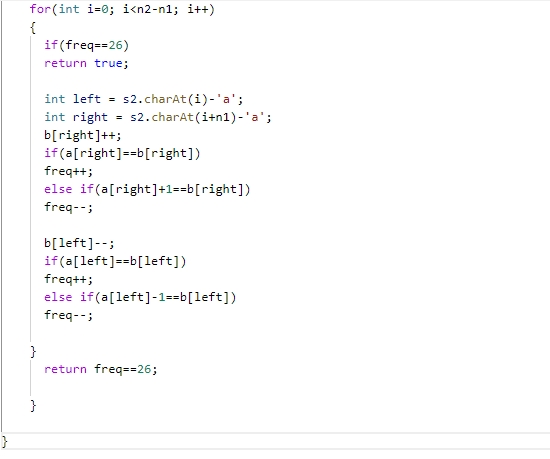 for(int i=0; i<n2-n1; i++)
{
if(freq==26)
return true;
int left = s2.charAt(i)-'a';
int right = s2.charAt(i+n1)-'a';
b[right]++;
if(a[right]==b[right])
freq++;
else if(a[right]+1==b[right])
freq--;
b[left]--;
if(a[left]==b[left])
freq++;
else if(a[left]-1==b[left])
freq--;
}
return freq==26;
}
}